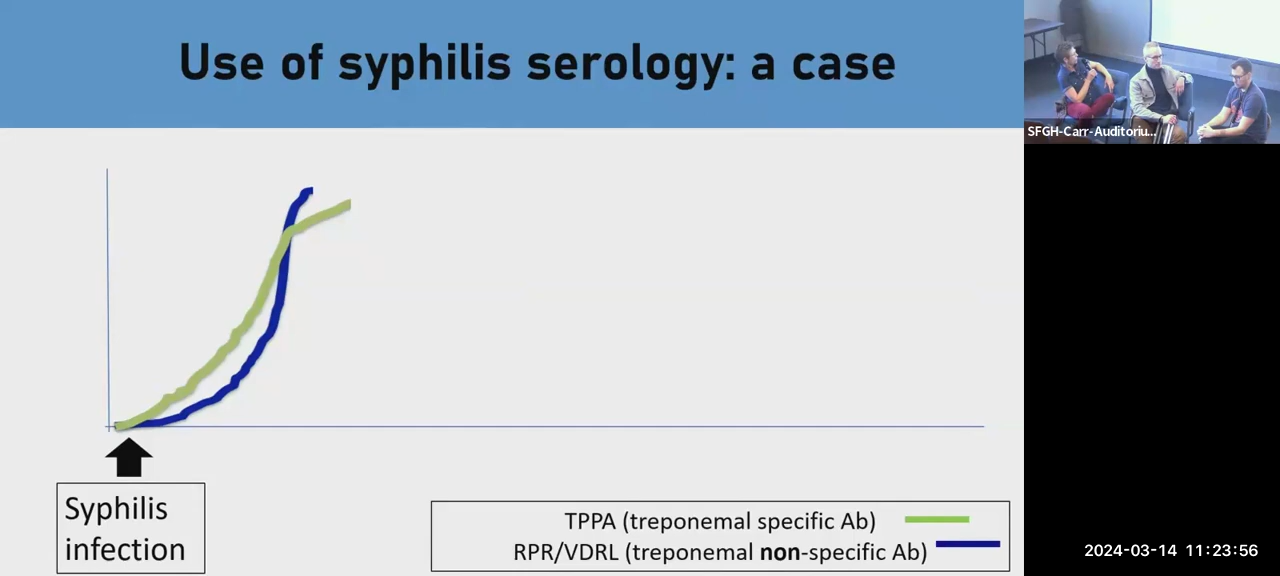 Use of syphilis serology: a case
SFGH-Carr-Auditoriu...
Syphilis
infection
TPPA (treponemal specific Ab)
RPR/VDRL (treponemal non-specific Ab)
2024-03-14 11:23:56